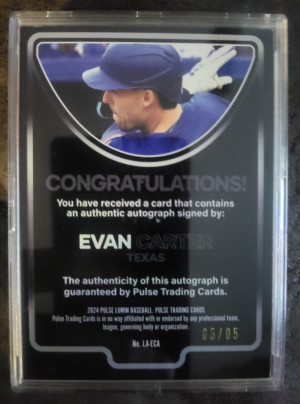 CONGRATULATIONS!
You have received a card that contains
an authentic autograph signed by:
EVAN CARTER
TEXAS
The authenticity of this autograph is
guaranteed by Pulse Trading Cards.
2024 PULSE LUMEN BASEBALL. PULSE TRADING CARDS
Pulse Trading Cards is in no way affiliated with or endorsed by any professional team,
league, governing body or organization.
No. LA-ECA
05/05